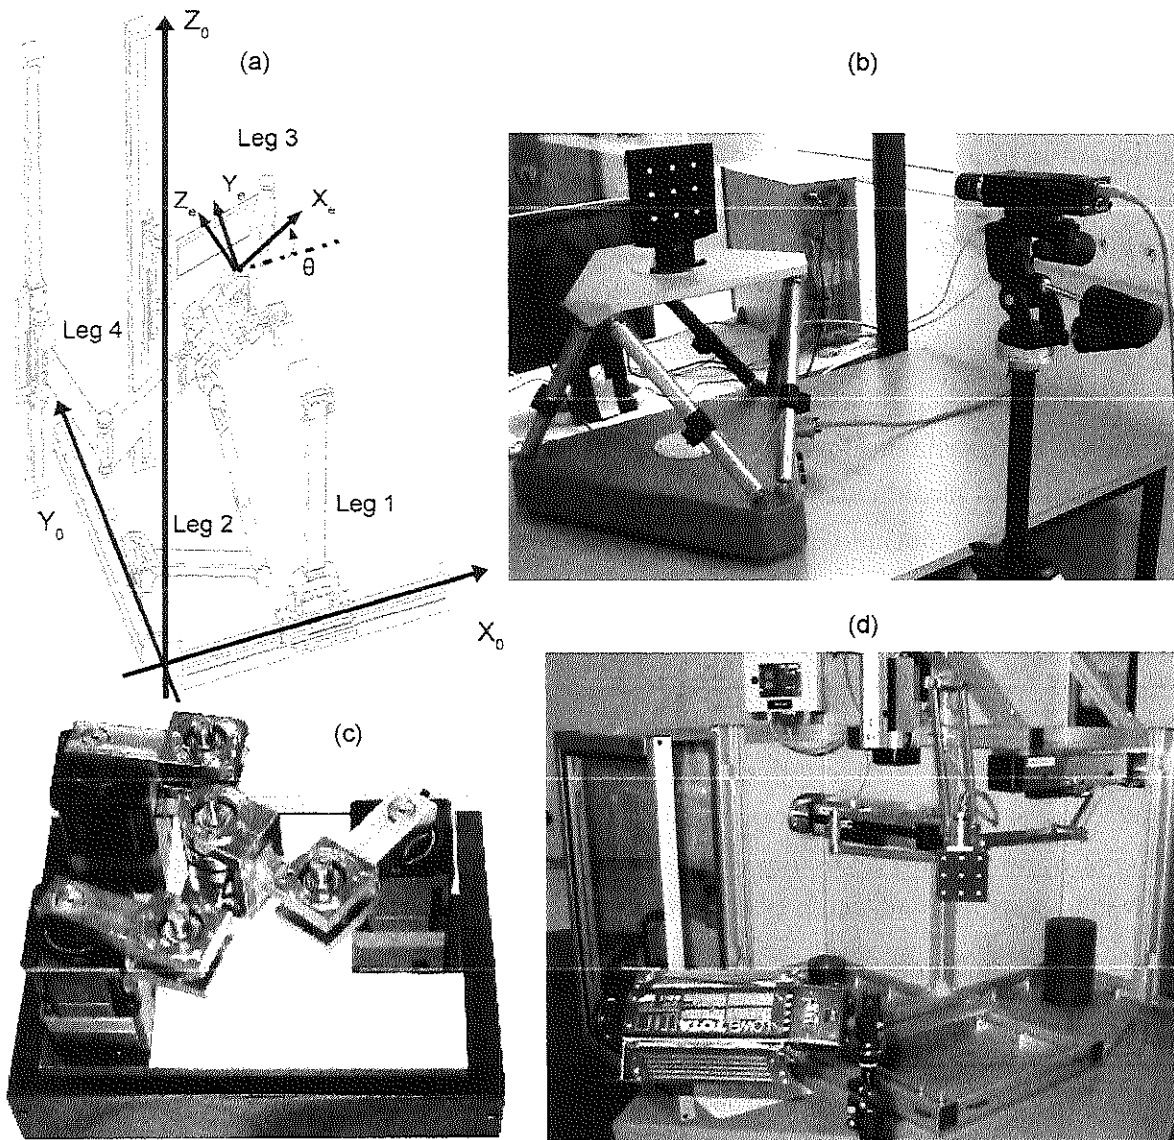 Z₀
(a)
(b)
Leg 3
Zₑ
Yₑ
Xₑ
θ
Leg 4
Y₀
Leg 2
Leg 1
X₀
(c)
(d)